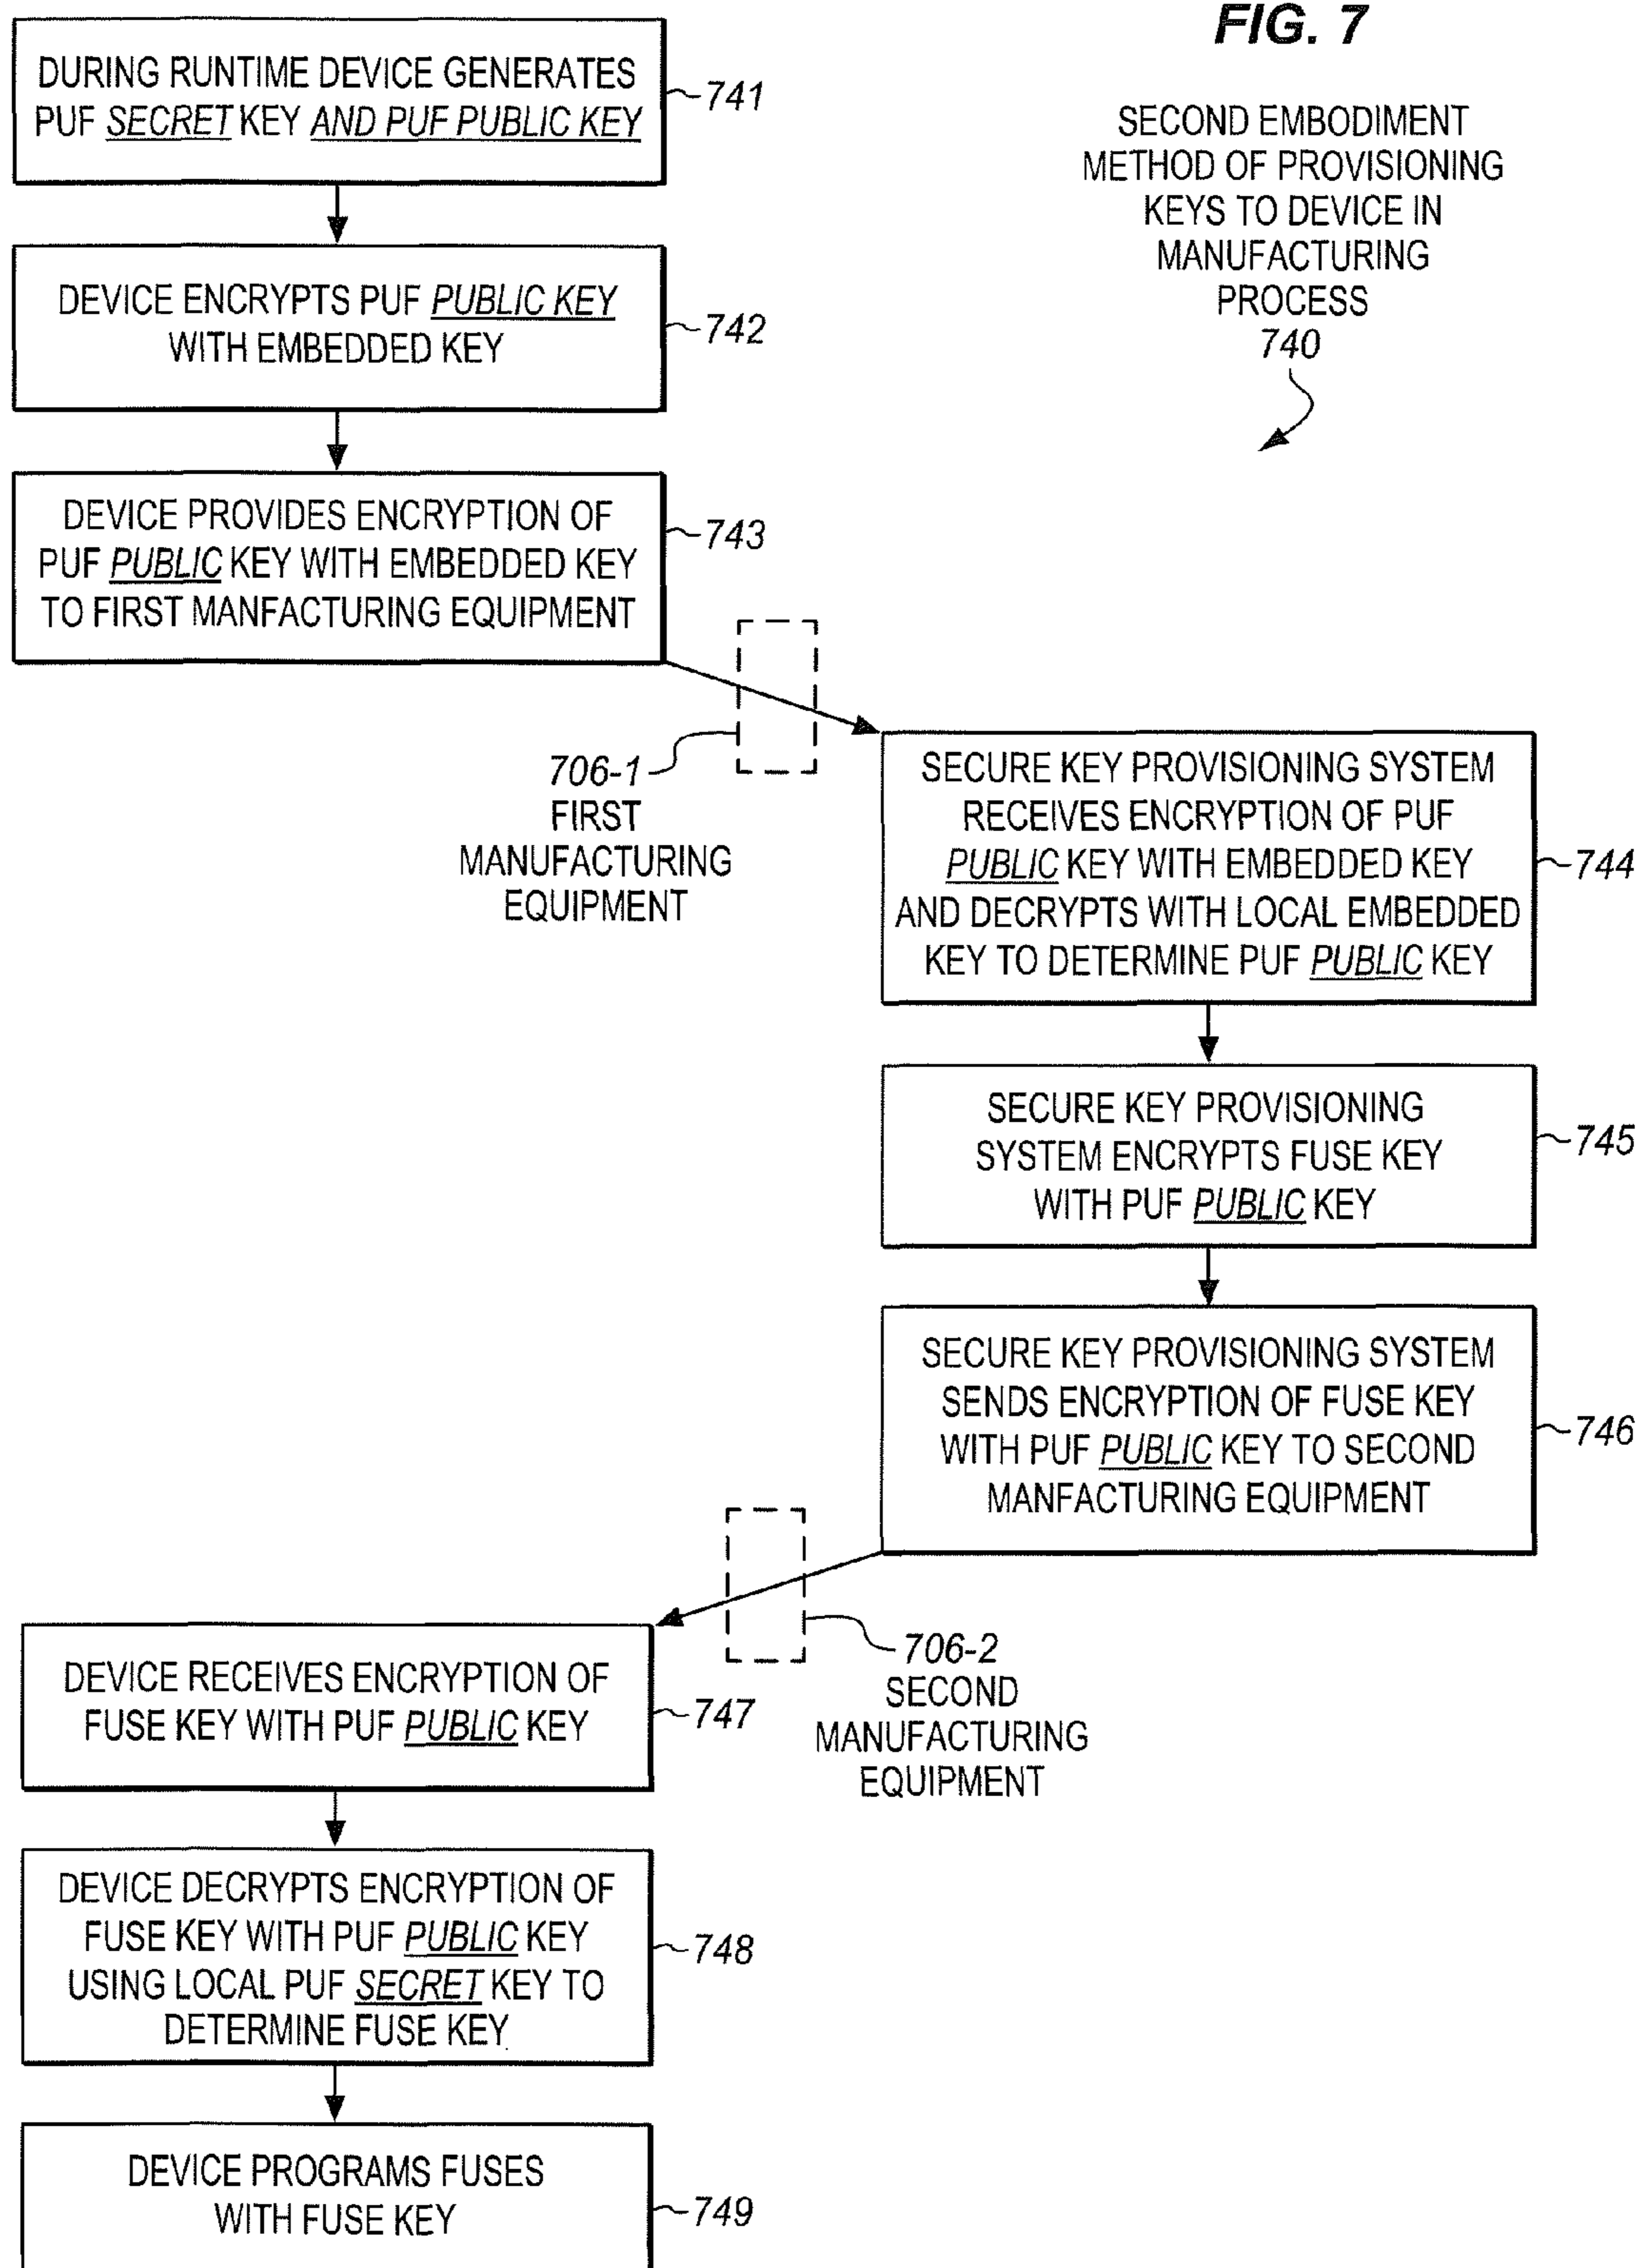 FIG. 7
SECOND EMBODIMENT
METHOD OF PROVISIONING
KEYS TO DEVICE IN
MANUFACTURING
PROCESS
740
DURING RUNTIME DEVICE GENERATES
PUF SECRET KEY AND PUF PUBLIC KEY
741
DEVICE ENCRYPTS PUF PUBLIC KEY
WITH EMBEDDED KEY
742
DEVICE PROVIDES ENCRYPTION OF
PUF PUBLIC KEY WITH EMBEDDED KEY
TO FIRST MANFACTURING EQUIPMENT
743
706-1
FIRST
MANUFACTURING
EQUIPMENT
SECURE KEY PROVISIONING SYSTEM
RECEIVES ENCRYPTION OF PUF
PUBLIC KEY WITH EMBEDDED KEY
AND DECRYPTS WITH LOCAL EMBEDDED
KEY TO DETERMINE PUF PUBLIC KEY
744
SECURE KEY PROVISIONING
SYSTEM ENCRYPTS FUSE KEY
WITH PUF PUBLIC KEY
745
SECURE KEY PROVISIONING SYSTEM
SENDS ENCRYPTION OF FUSE KEY
WITH PUF PUBLIC KEY TO SECOND
MANFACTURING EQUIPMENT
746
706-2
SECOND
MANUFACTURING
EQUIPMENT
DEVICE RECEIVES ENCRYPTION OF
FUSE KEY WITH PUF PUBLIC KEY
747
DEVICE DECRYPTS ENCRYPTION OF
FUSE KEY WITH PUF PUBLIC KEY
USING LOCAL PUF SECRET KEY TO
DETERMINE FUSE KEY
748
DEVICE PROGRAMS FUSES
WITH FUSE KEY
749